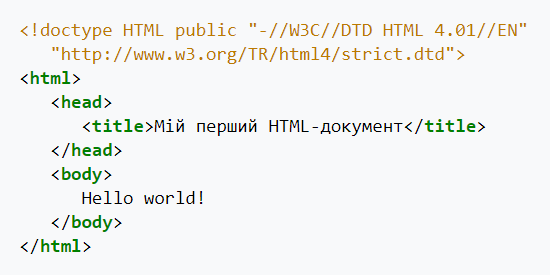 <!doctype HTML public "-//W3C//DTD HTML 4.01//EN"
"http://www.w3.org/TR/html4/strict.dtd">
<html>
<head>
<title>Мій перший HTML-документ</title>
</head>
<body>
Hello world!
</body>
</html>